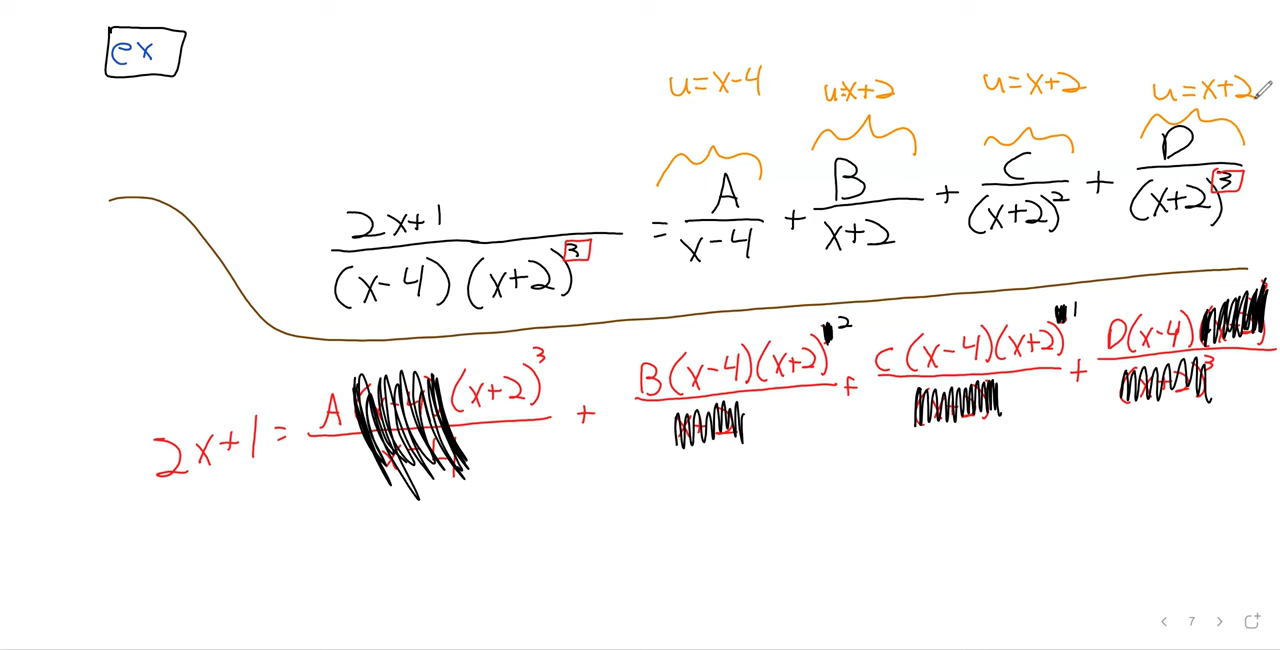 ex
u=x-4 u=x+2 u=x+2 u=x+2
(2x+1)/((x-4)(x+2)^3) = A/(x-4) + B/(x+2) + C/(x+2)^2 + D/(x+2)^3
2x+1 = A (x+2)^3 + B(x-4)(x+2)^2 + C(x-4)(x+2)^1 + D(x-4)
7